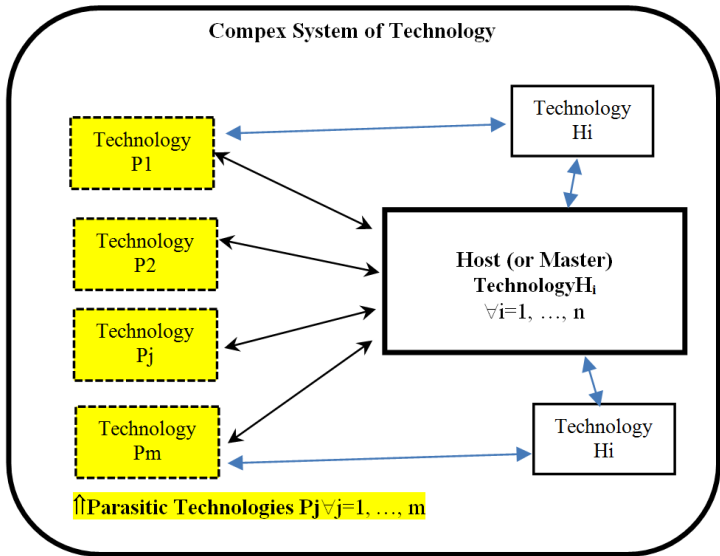 Compex System of Technology
Technology
Hi
Technology
P1
Technology
P2
Host (or Master)
TechnologyHᵢ
∀i=1, …, n
Technology
Pj
Technology
Pm
Technology
Hi
⇑Parasitic Technologies Pj∀j=1, …, m